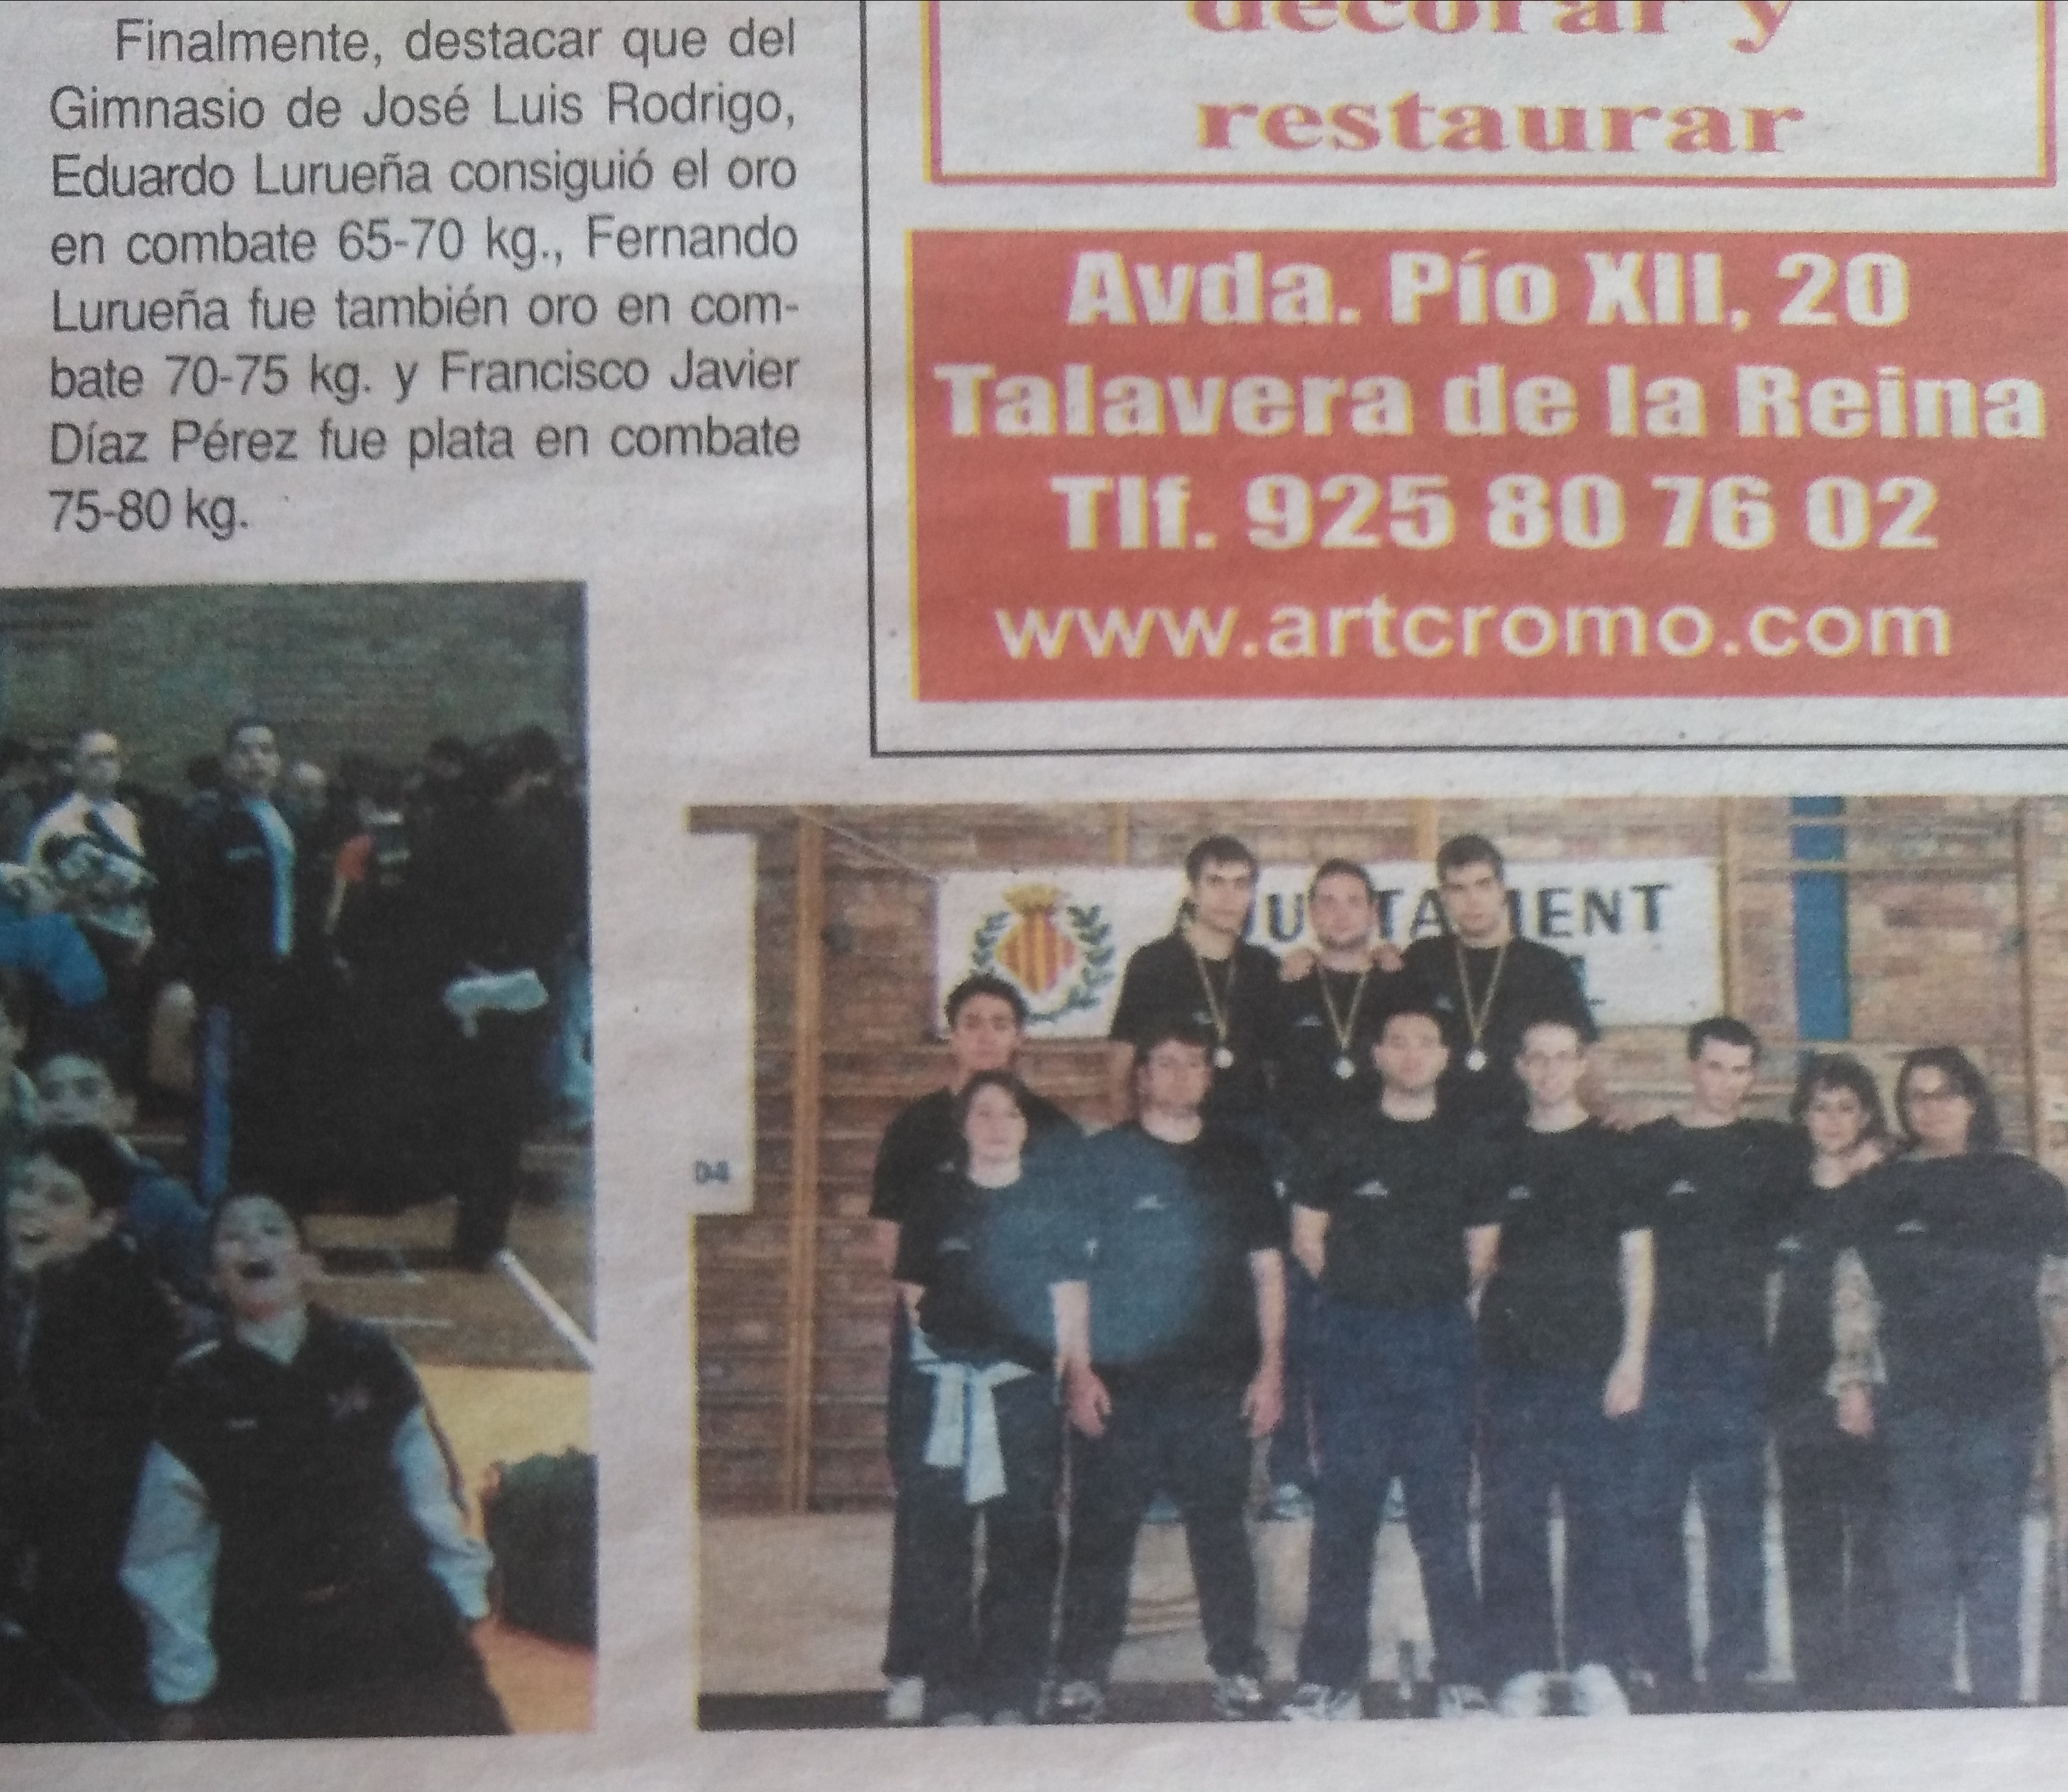 Finalmente, destacar que del
Gimnasio de José Luis Rodrigo,
Eduardo Lurueña consiguió el oro
en combate 65-70 kg., Fernando
Lurueña fue también oro en com-
bate 70-75 kg. y Francisco Javier
Díaz Pérez fue plata en combate
75-80 kg.
decorar y
restaurar
Avda. Pío XII, 20
Talavera de la Reina
Tlf. 925 80 76 02
www.artcromo.com
AJUNTAMENT